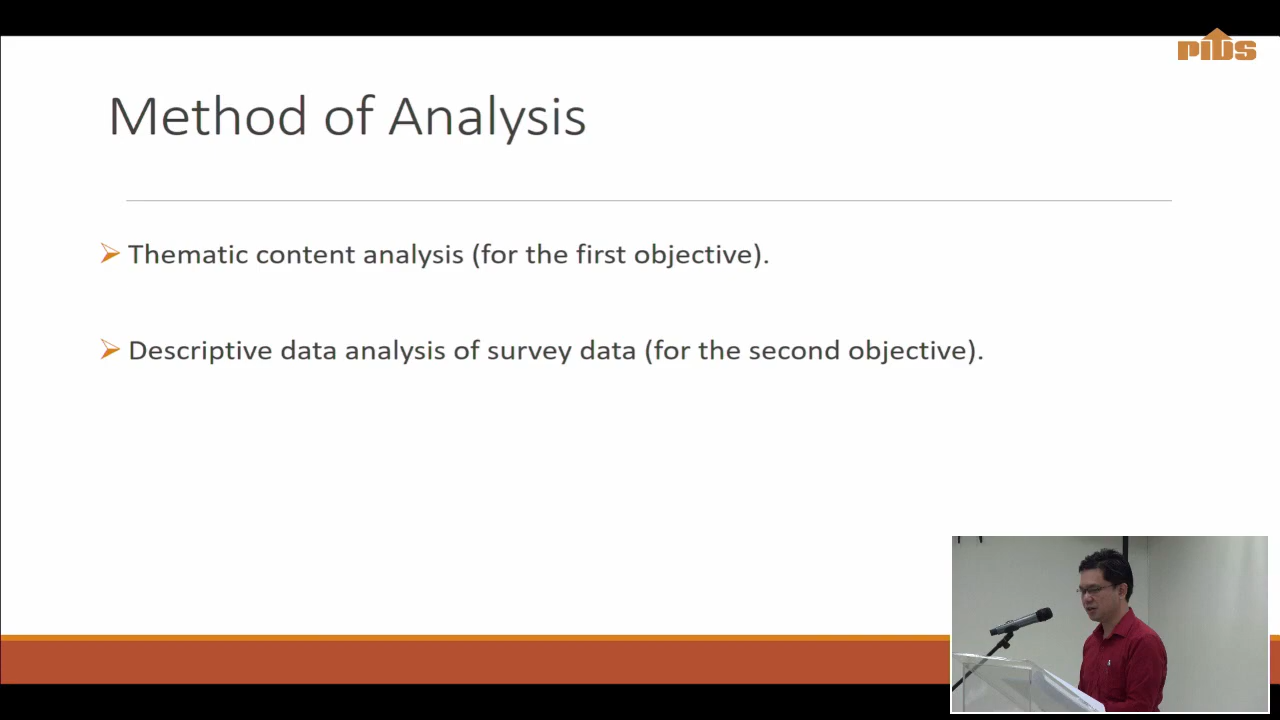 PIDS
Method of Analysis
Thematic content analysis (for the first objective).
Descriptive data analysis of survey data (for the second objective).